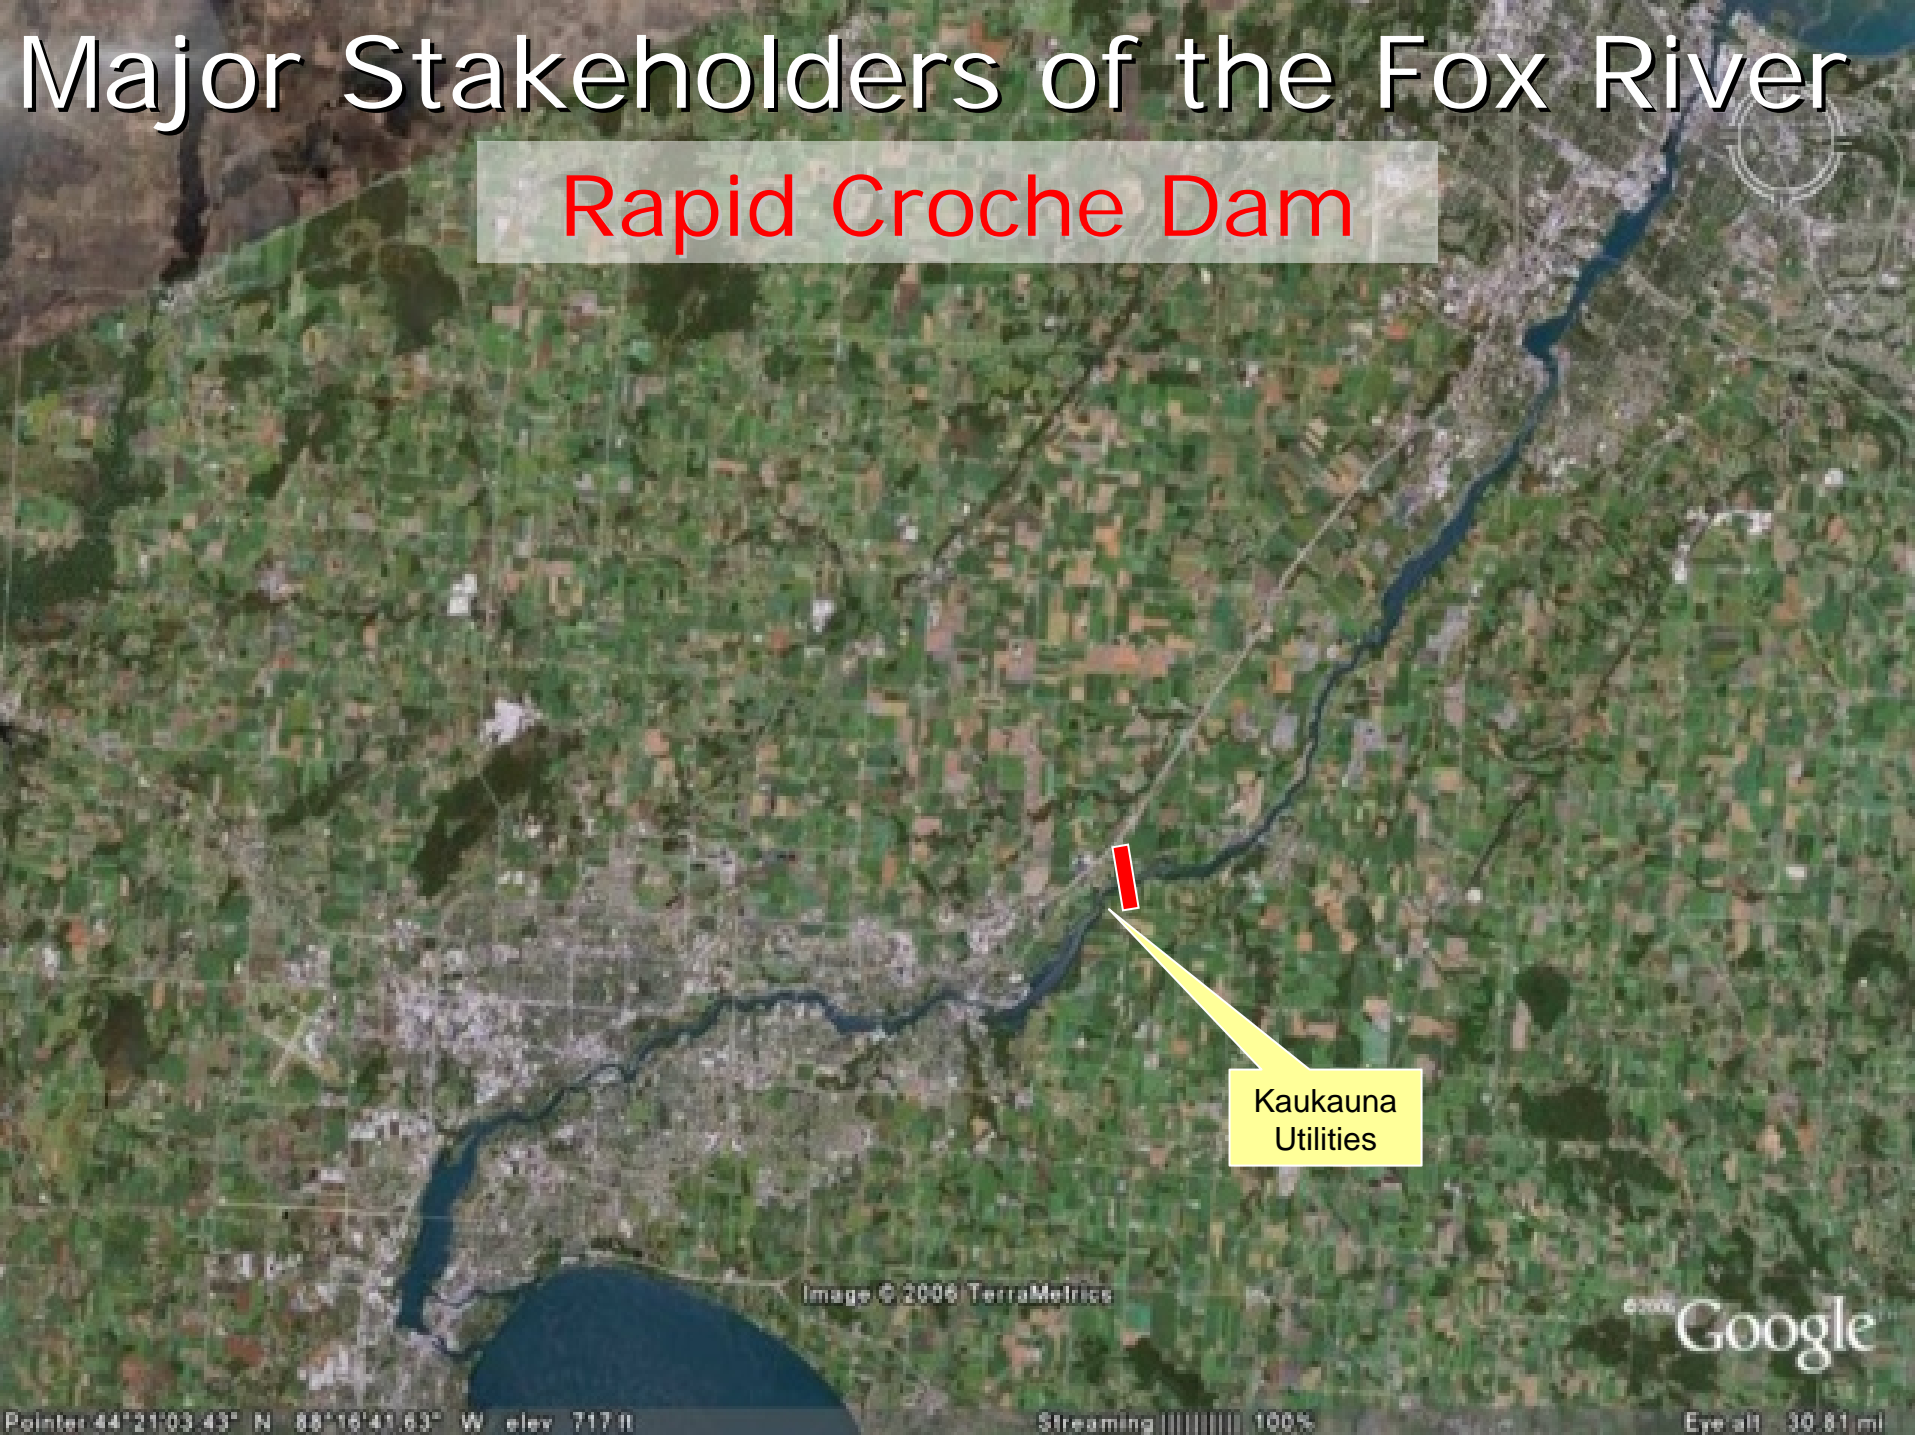 Major Stakeholders of the Fox River
Rapid Croche Dam
Kaukauna
Utilities
Image © 2006 TerraMetrics
©2006 Google
Pointer 44°21'03.43" N 88°16'41.63" W elev 717 ft Streaming |||||||||| 100% Eye alt 30.81 mi